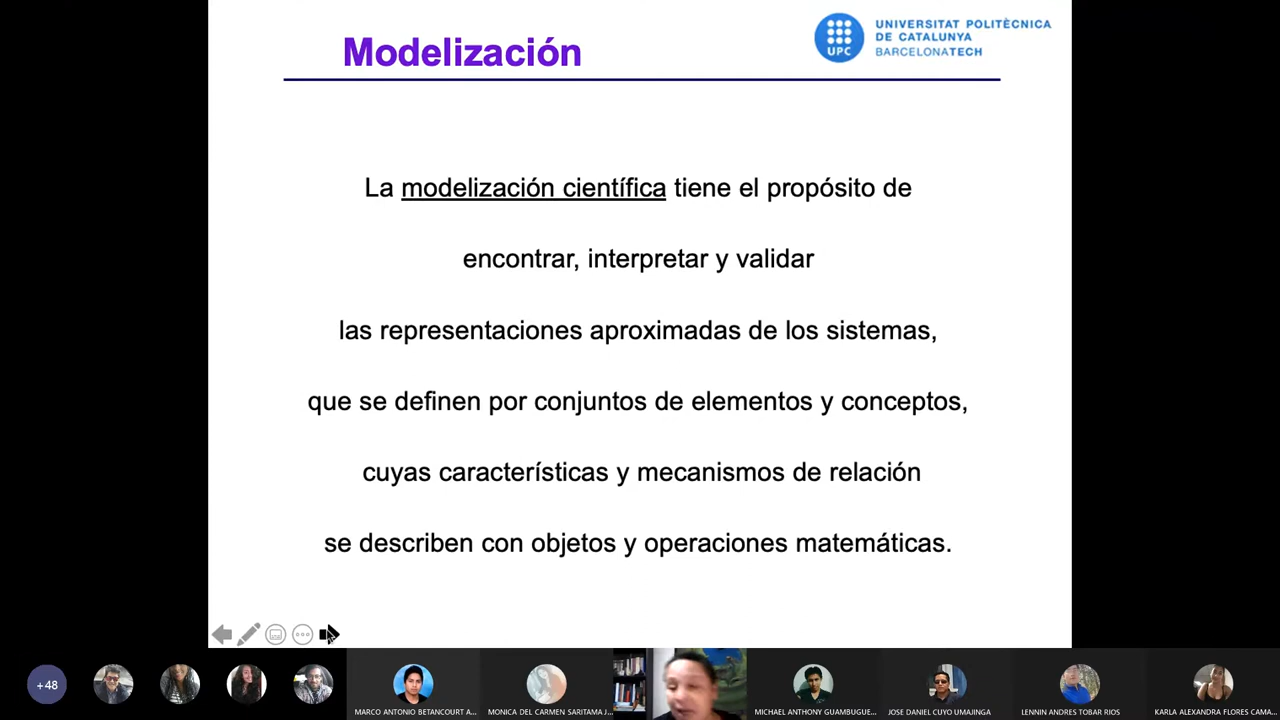 Modelización
UNIVERSITAT POLITÈCNICA
DE CATALUNYA
BARCELONATECH
UPC
La modelización científica tiene el propósito de
encontrar, interpretar y validar
las representaciones aproximadas de los sistemas,
que se definen por conjuntos de elementos y conceptos,
cuyas características y mecanismos de relación
se describen con objetos y operaciones matemáticas.
+48
MARCO ANTONIO BETANCOURT A...
MONICA DEL CARMEN SARITAMA J...
MICHAEL ANTHONY GUAMBUGUE...
JOSE DANIEL CUYO UMAJINGA
LENNIN ANDRES TOBAR RIOS
KARLA ALEXANDRA FLORES CAMA...